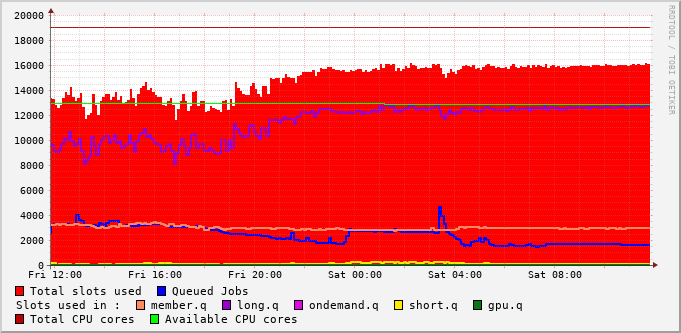 20000
18000
16000
14000
12000
10000
8000
6000
4000
2000
0
Fri 12:00 Fri 16:00 Fri 20:00 Sat 00:00 Sat 04:00 Sat 08:00
Total slots used Queued Jobs
Slots used in : member.q long.q ondemand.q short.q gpu.q
Total CPU cores Available CPU cores
RRDTOOL / TOBI OETIKER